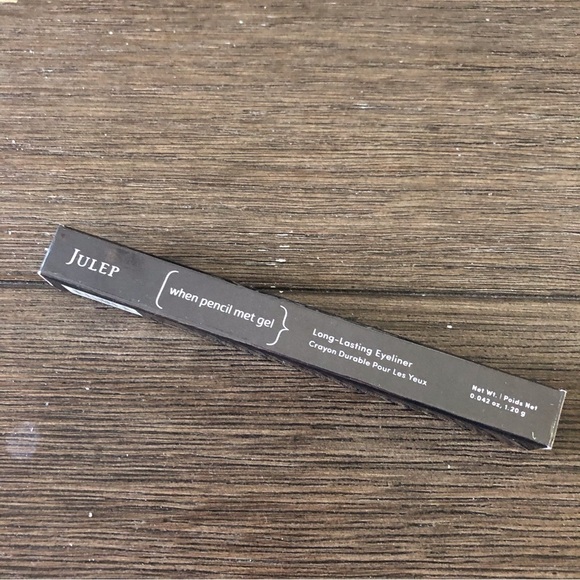 JULEP
{when pencil met gel}
Long-Lasting Eyeliner
Crayon Durable Pour Les Yeux
Net Wt. | Poids Net
0.042 oz, 1.20 g